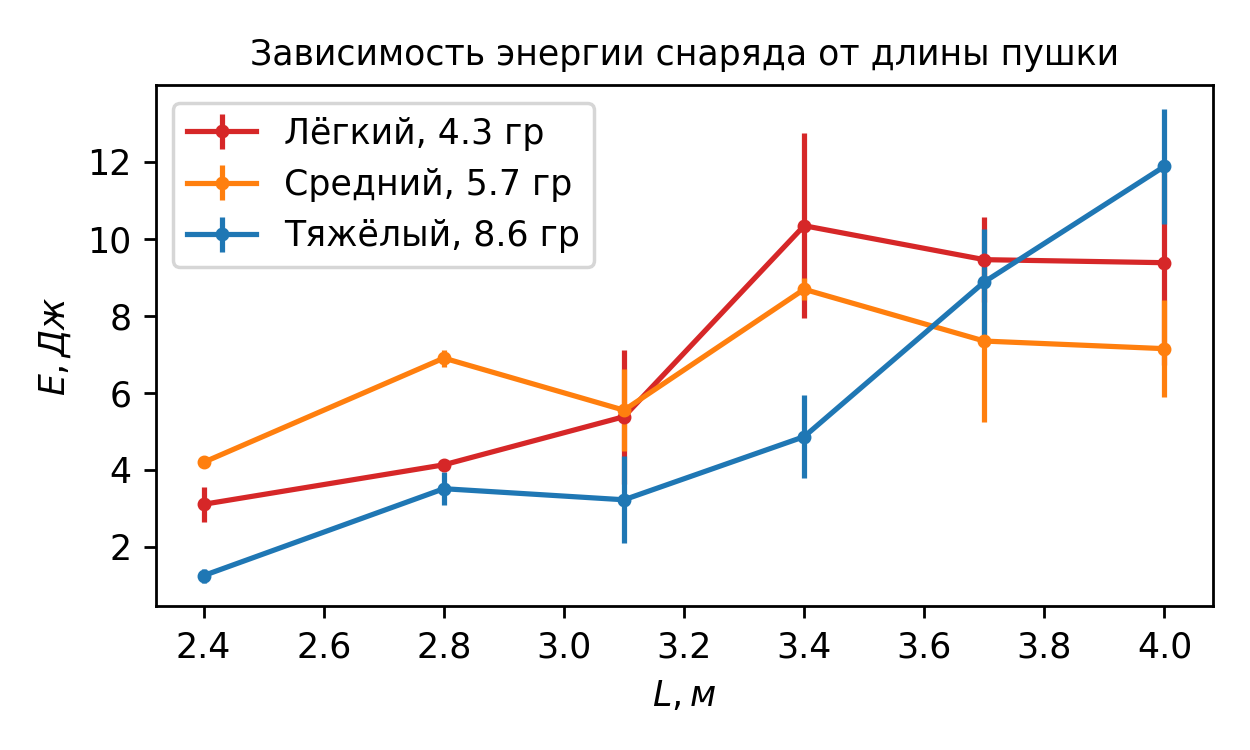 Зависимость энергии снаряда от длины пушки
Лёгкий, 4.3 гр
Средний, 5.7 гр
Тяжёлый, 8.6 гр
E, Дж
12
10
8
6
4
2
2.4 2.6 2.8 3.0 3.2 3.4 3.6 3.8 4.0
L, м